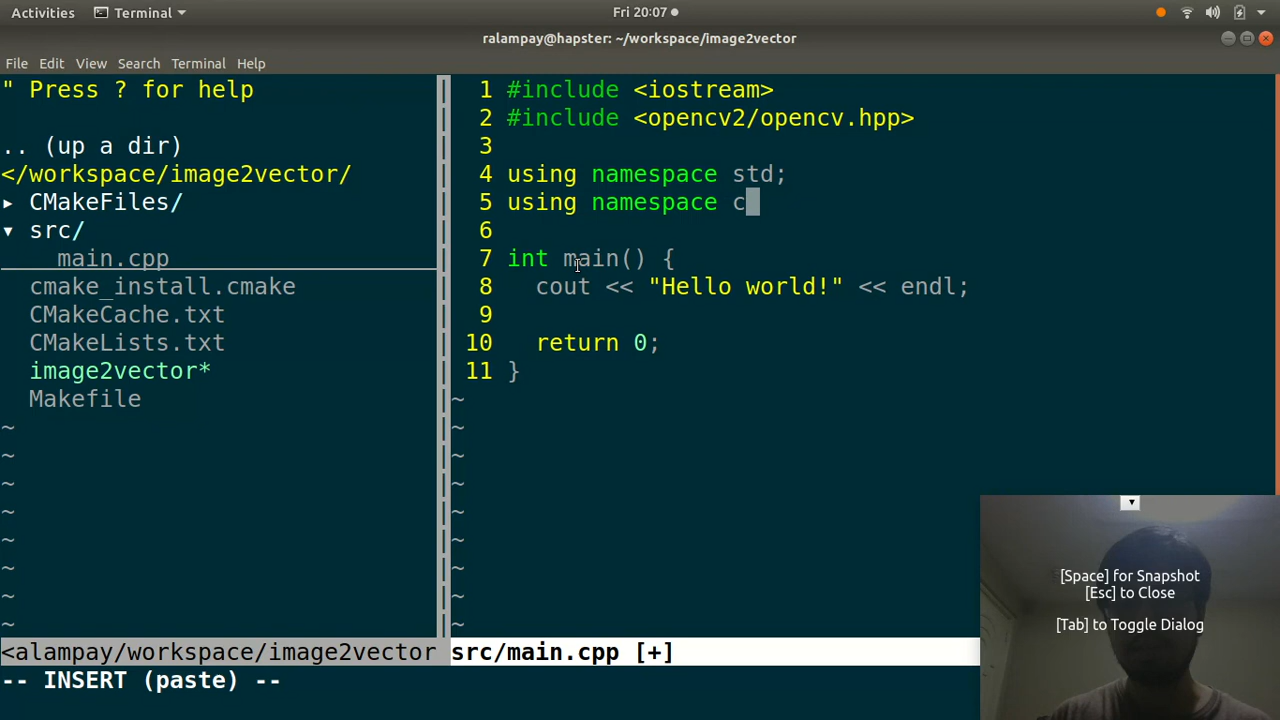 Activities Terminal Fri 20:07
ralampay@hapster: ~/workspace/image2vector
File Edit View Search Terminal Help
" Press ? for help
.. (up a dir)
</workspace/image2vector/
▸ CMakeFiles/
▾ src/
main.cpp
cmake_install.cmake
CMakeCache.txt
CMakeLists.txt
image2vector*
Makefile
~
~
~
~
~
~
~
~
<alampay/workspace/image2vector
1 #include <iostream>
2 #include <opencv2/opencv.hpp>
3
4 using namespace std;
5 using namespace c
6
7 int main() {
8 cout << "Hello world!" << endl;
9
10 return 0;
11 }
~
~
~
~
~
~
~
~
~
src/main.cpp [+]
-- INSERT (paste) --
[Space] for Snapshot
[Esc] to Close
[Tab] to Toggle Dialog